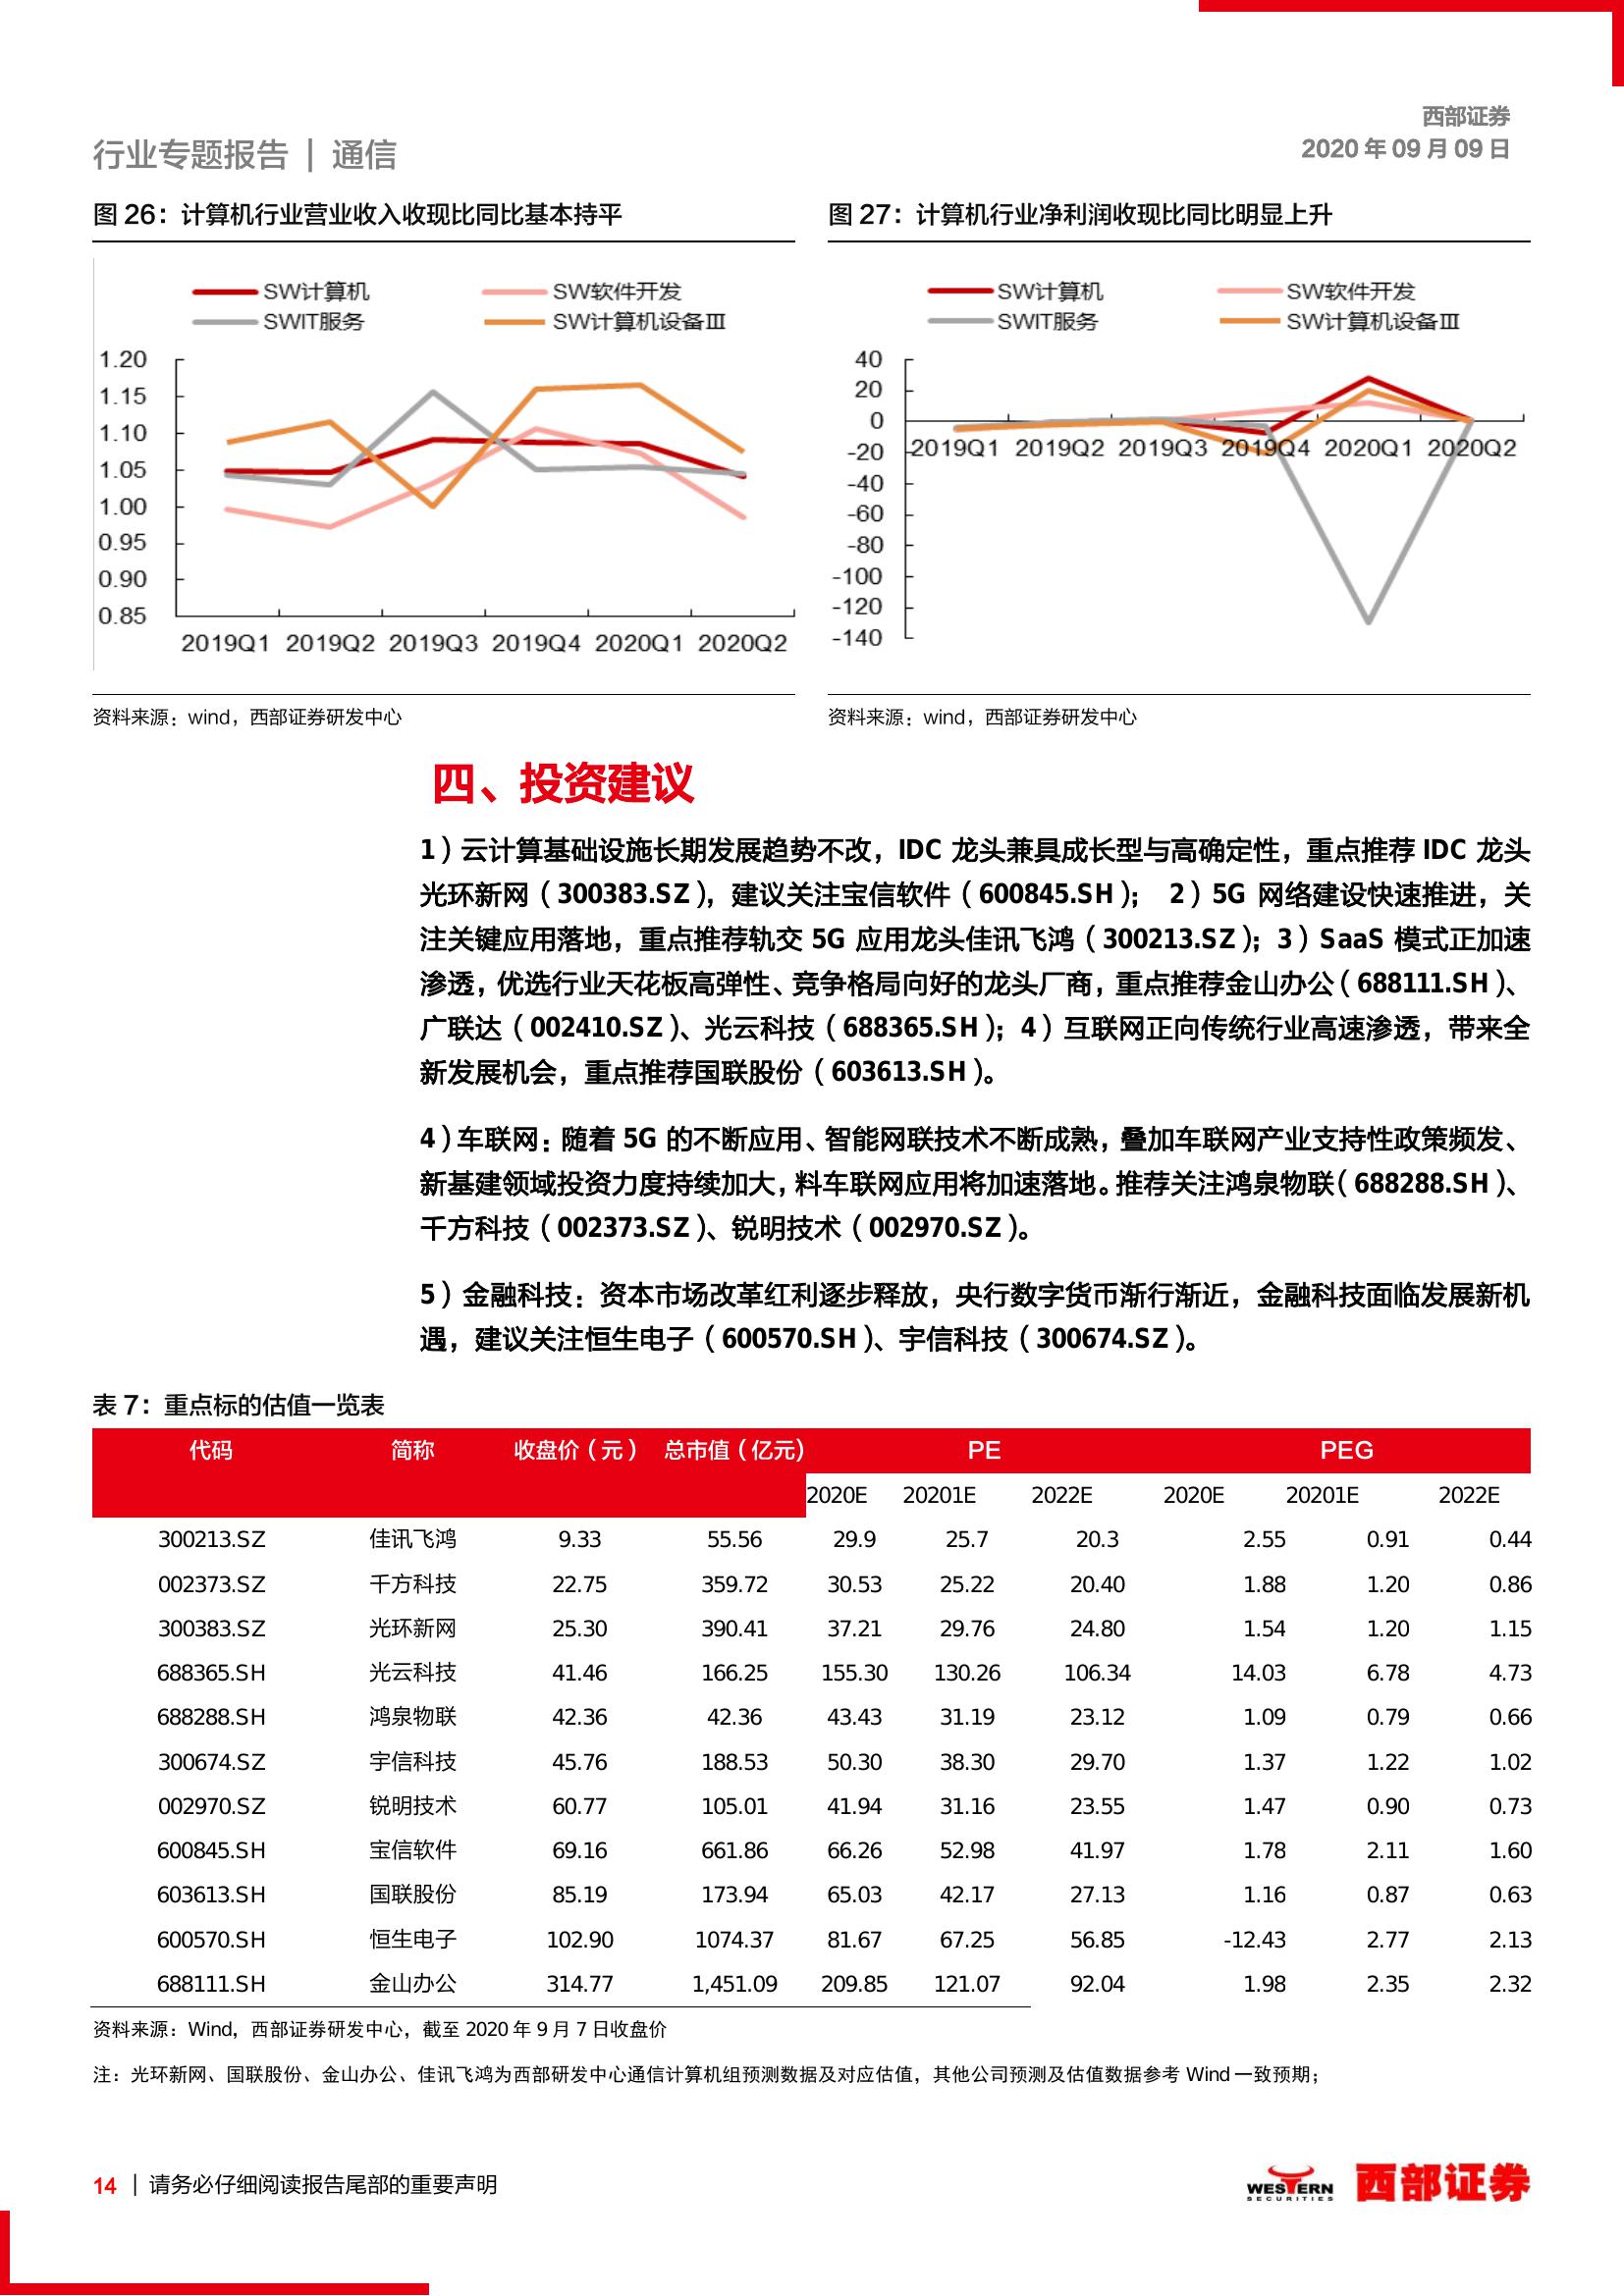 西部证券
行业专题报告 | 通信
2020 年 09 月 09 日
图 26：计算机行业营业收入收现比同比基本持平
SW计算机 SW软件开发
SWIT服务 SW计算机设备Ⅲ
1.20
1.15
1.10
1.05
1.00
0.95
0.90
0.85
2019Q1 2019Q2 2019Q3 2019Q4 2020Q1 2020Q2
资料来源：wind，西部证券研发中心
图 27：计算机行业净利润收现比同比明显上升
SW计算机 SW软件开发
SWIT服务 SW计算机设备Ⅲ
40
20
0
-20
-40
-60
-80
-100
-120
-140
2019Q1 2019Q2 2019Q3 2019Q4 2020Q1 2020Q2
资料来源：wind，西部证券研发中心
四、投资建议
1）云计算基础设施长期发展趋势不改，IDC 龙头兼具成长型与高确定性，重点推荐 IDC 龙头
光环新网（300383.SZ），建议关注宝信软件（600845.SH）； 2）5G 网络建设快速推进，关
注关键应用落地，重点推荐轨交 5G 应用龙头佳讯飞鸿（300213.SZ）；3）SaaS 模式正加速
渗透，优选行业天花板高弹性、竞争格局向好的龙头厂商，重点推荐金山办公（688111.SH）、
广联达（002410.SZ）、光云科技（688365.SH）；4）互联网正向传统行业高速渗透，带来全
新发展机会，重点推荐国联股份（603613.SH）。
4）车联网：随着 5G 的不断应用、智能网联技术不断成熟，叠加车联网产业支持性政策频发、
新基建领域投资力度持续加大，料车联网应用将加速落地。推荐关注鸿泉物联（688288.SH）、
千方科技（002373.SZ）、锐明技术（002970.SZ）。
5）金融科技：资本市场改革红利逐步释放，央行数字货币渐行渐近，金融科技面临发展新机
遇，建议关注恒生电子（600570.SH）、宇信科技（300674.SZ）。
表 7：重点标的估值一览表
代码 简称 收盘价（元） 总市值（亿元） PE PEG
2020E 20201E 2022E 2020E 20201E 2022E
300213.SZ 佳讯飞鸿 9.33 55.56 29.9 25.7 20.3 2.55 0.91 0.44
002373.SZ 千方科技 22.75 359.72 30.53 25.22 20.40 1.88 1.20 0.86
300383.SZ 光环新网 25.30 390.41 37.21 29.76 24.80 1.54 1.20 1.15
688365.SH 光云科技 41.46 166.25 155.30 130.26 106.34 14.03 6.78 4.73
688288.SH 鸿泉物联 42.36 42.36 43.43 31.19 23.12 1.09 0.79 0.66
300674.SZ 宇信科技 45.76 188.53 50.30 38.30 29.70 1.37 1.22 1.02
002970.SZ 锐明技术 60.77 105.01 41.94 31.16 23.55 1.47 0.90 0.73
600845.SH 宝信软件 69.16 661.86 66.26 52.98 41.97 1.78 2.11 1.60
603613.SH 国联股份 85.19 173.94 65.03 42.17 27.13 1.16 0.87 0.63
600570.SH 恒生电子 102.90 1074.37 81.67 67.25 56.85 -12.43 2.77 2.13
688111.SH 金山办公 314.77 1,451.09 209.85 121.07 92.04 1.98 2.35 2.32
资料来源：Wind，西部证券研发中心，截至 2020 年 9 月 7 日收盘价
注：光环新网、国联股份、金山办公、佳讯飞鸿为西部研发中心通信计算机组预测数据及对应估值，其他公司预测及估值数据参考 Wind 一致预期；
14 | 请务必仔细阅读报告尾部的重要声明
WESTERN
SECURITIES
西部证券